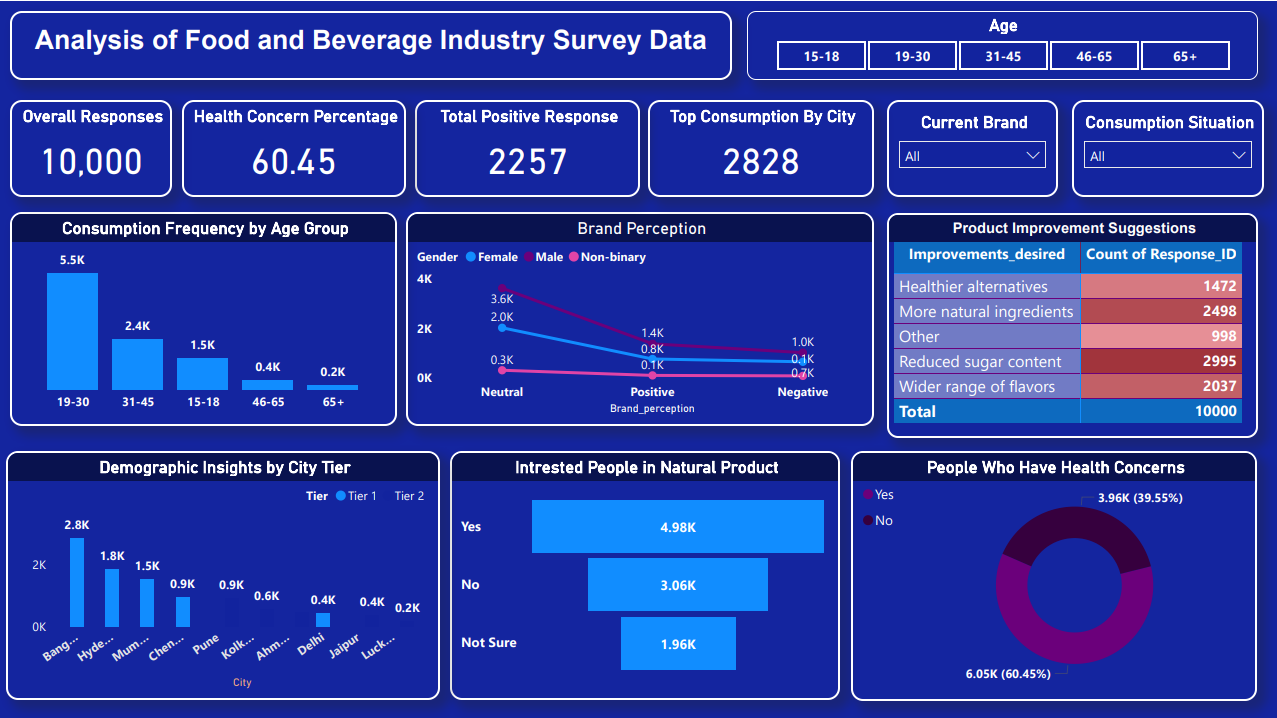 Analysis of Food and Beverage Industry Survey Data
Age
15-18 19-30 31-45 46-65 65+
Overall Responses
10,000
Health Concern Percentage
60.45
Total Positive Response
2257
Top Consumption By City
2828
Current Brand
All
Consumption Situation
All
Consumption Frequency by Age Group
5.5K
2.4K
1.5K
0.4K
0.2K
19-30 31-45 15-18 46-65 65+
Brand Perception
Gender Female Male Non-binary
4K
2K
0K
3.6K
2.0K
0.3K
1.4K
0.8K
0.1K
1.0K
0.1K
0.7K
Neutral Positive Negative
Brand_perception
Product Improvement Suggestions
Improvements_desired Count of Response_ID
Healthier alternatives 1472
More natural ingredients 2498
Other 998
Reduced sugar content 2995
Wider range of flavors 2037
Total 10000
Demographic Insights by City Tier
Tier Tier 1 Tier 2
2K
0K
2.8K
1.8K
1.5K
0.9K
0.9K
0.6K
0.4K
0.4K
0.2K
Bang... Hyde... Mum... Chen... Pune Kolk... Ahm... Delhi Jaipur Luck...
City
Intrested People in Natural Product
Yes 4.98K
No 3.06K
Not Sure 1.96K
People Who Have Health Concerns
Yes
No
3.96K (39.55%)
6.05K (60.45%)